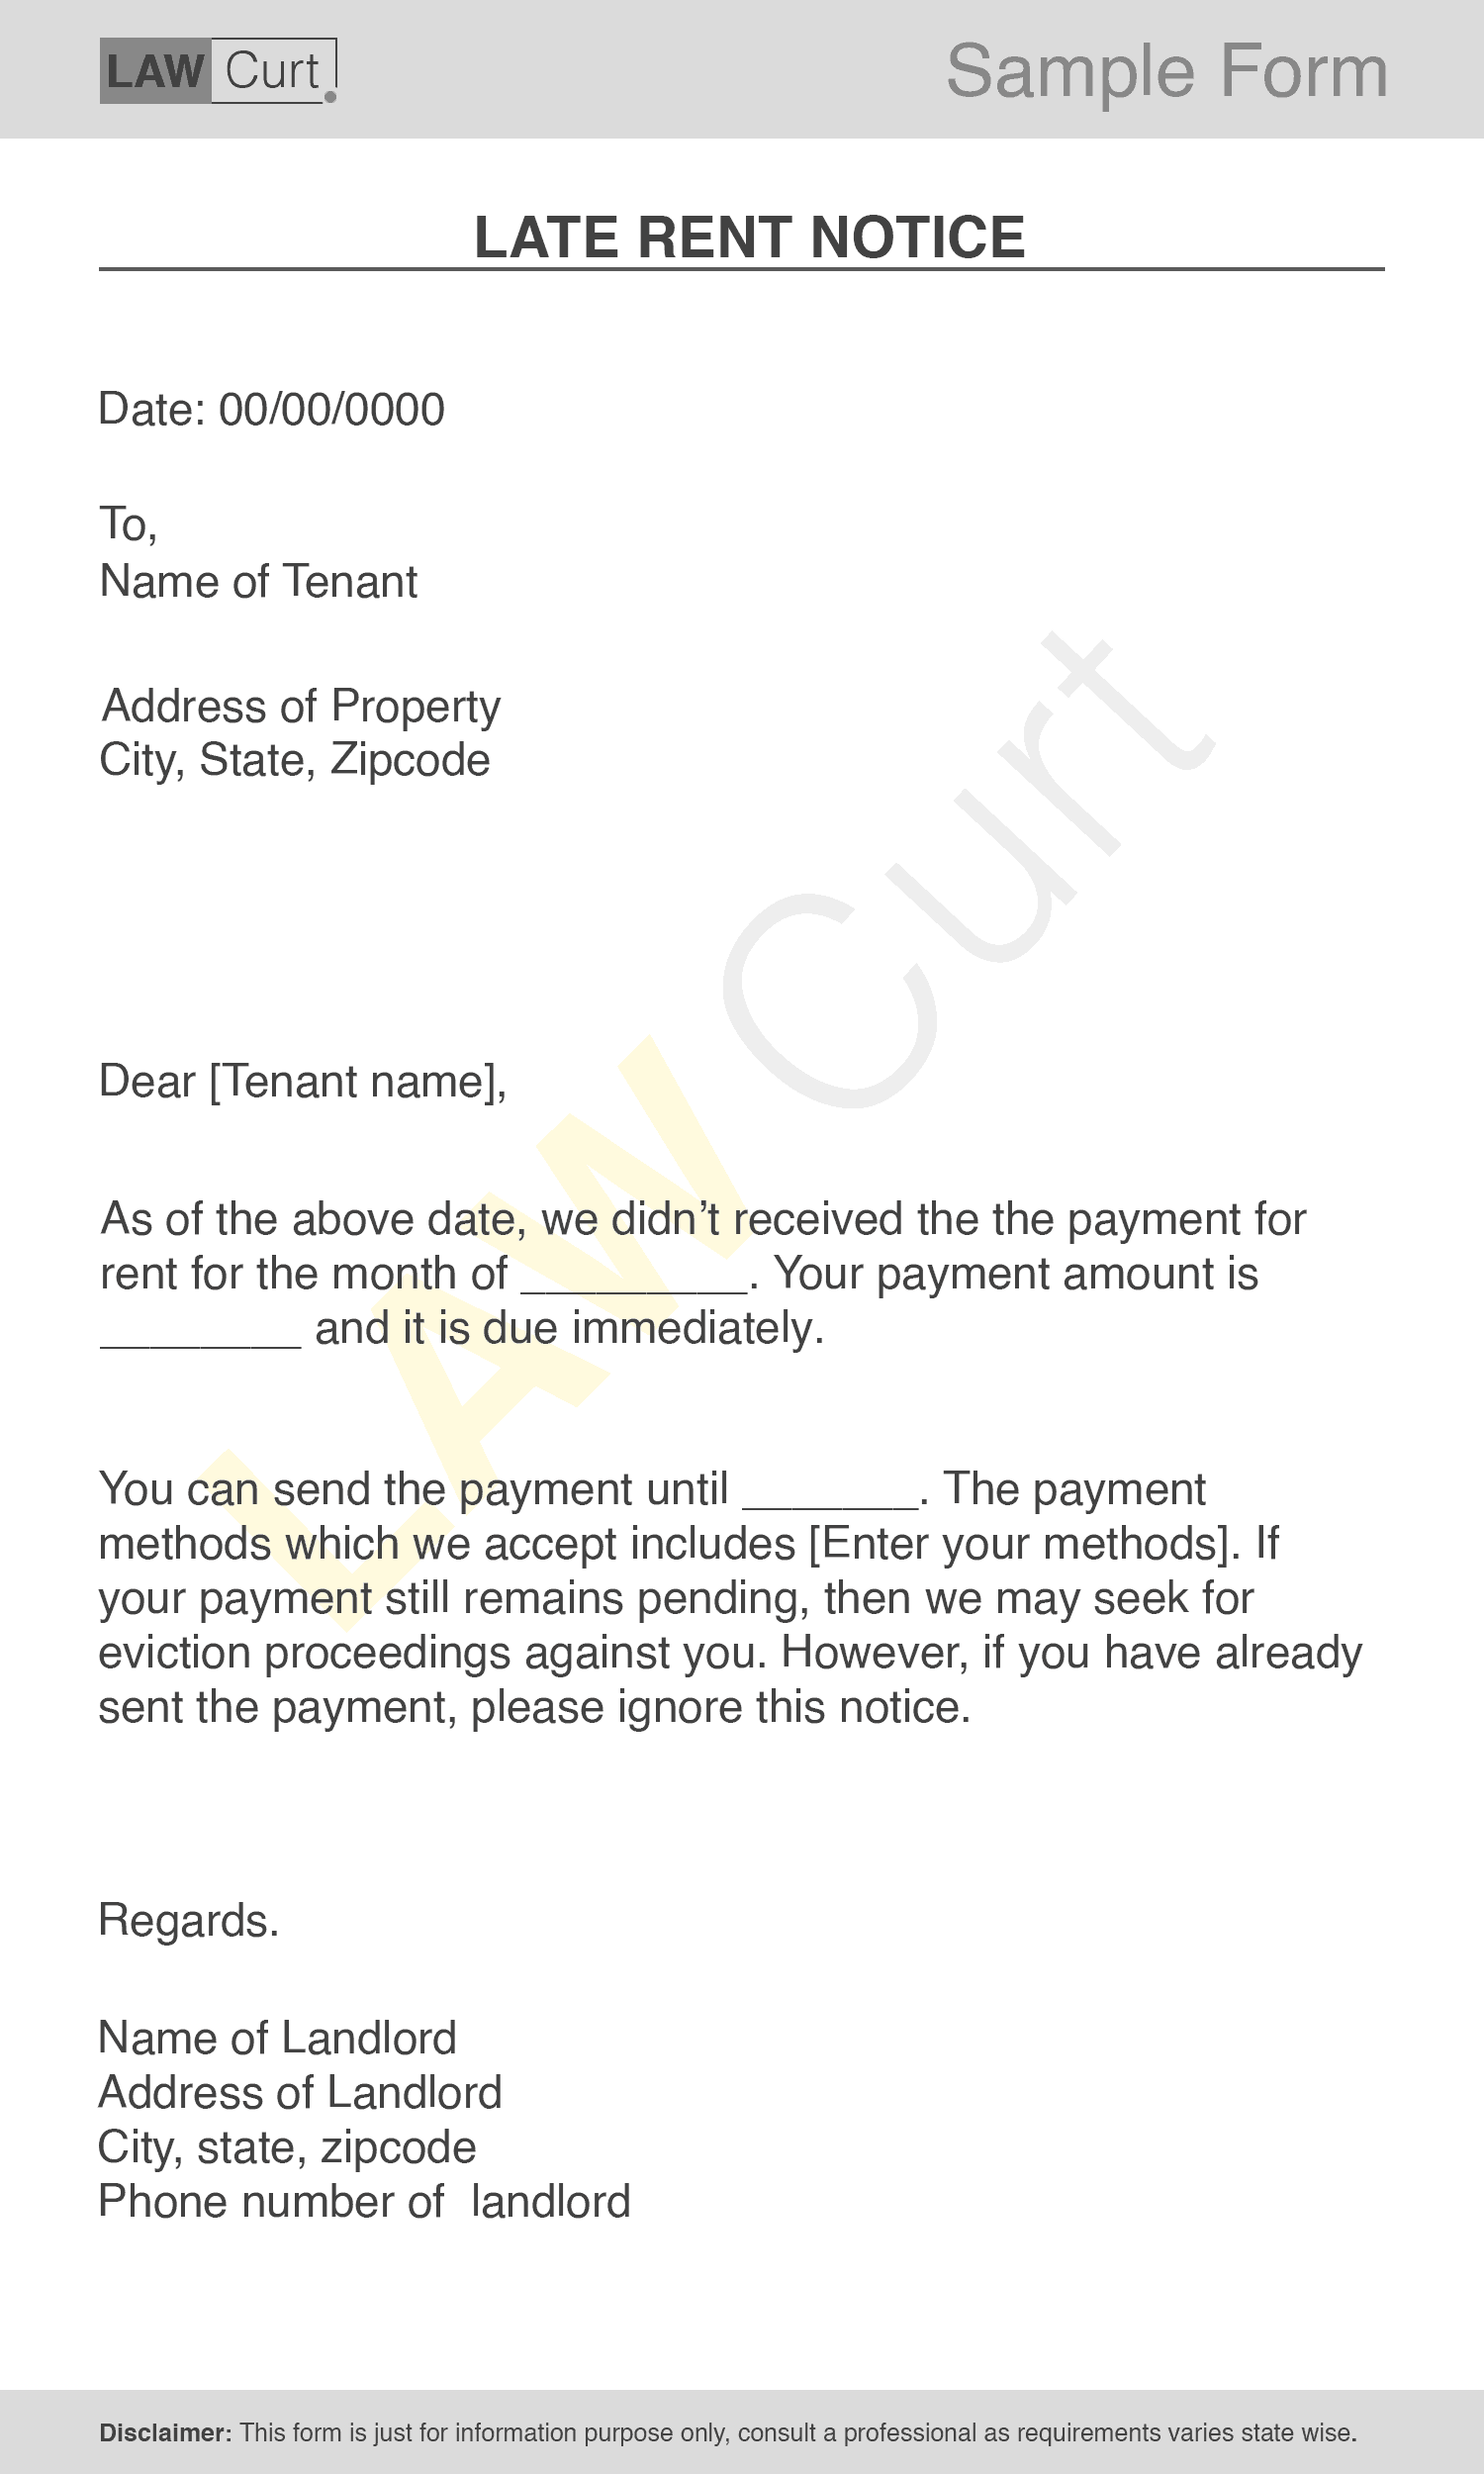 LAW Curt
Sample Form
LATE RENT NOTICE
Date: 00/00/0000
To,
Name of Tenant
Address of Property
City, State, Zipcode
Dear [Tenant name],
As of the above date, we didn’t received the the payment for
rent for the month of _________. Your payment amount is
________ and it is due immediately.
You can send the payment until _______. The payment
methods which we accept includes [Enter your methods]. If
your payment still remains pending, then we may seek for
eviction proceedings against you. However, if you have already
sent the payment, please ignore this notice.
Regards.
Name of Landlord
Address of Landlord
City, state, zipcode
Phone number of  landlord
LAW Curt
Disclaimer: This form is just for information purpose only, consult a professional as requirements varies state wise.